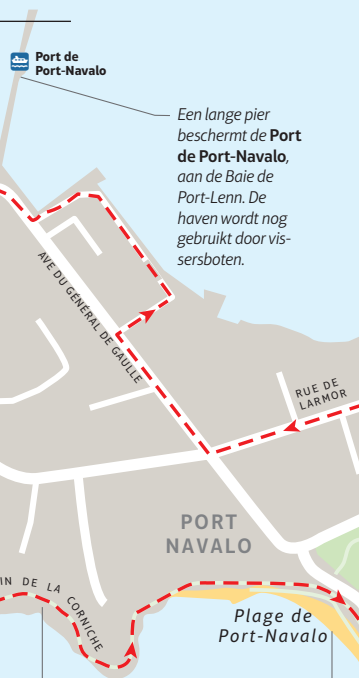 Port de
Port-Navalo
Een lange pier
beschermt de Port
de Port-Navalo,
aan de Baie de
Port-Lenn. De
haven wordt nog
gebruikt door vis-
sersboten.
AVE DU GÉNÉRAL DE GAULLE
RUE DE
LARMOR
PORT
NAVALO
IN DE LA CORNICHE
Plage de
Port-Navalo